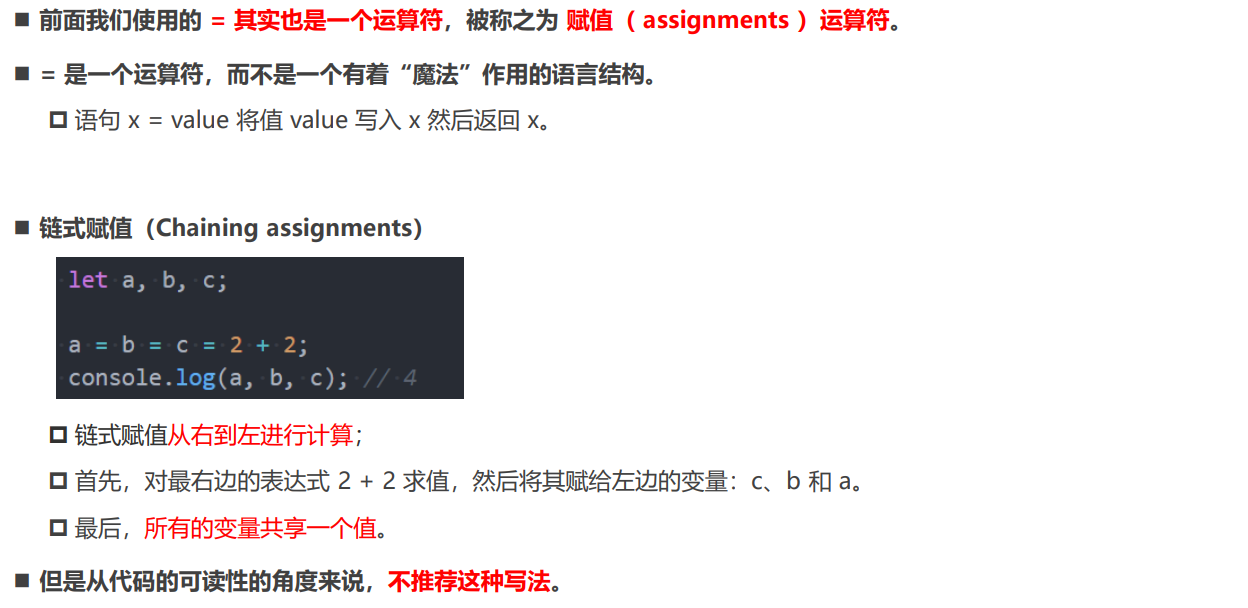 前面我们使用的 = 其实也是一个运算符，被称之为 赋值（ assignments ）运算符。
= 是一个运算符，而不是一个有着“魔法”作用的语言结构。
语句 x = value 将值 value 写入 x 然后返回 x。
链式赋值（Chaining assignments）
let a, b, c;
a = b = c = 2 + 2;
console.log(a, b, c); // 4
链式赋值从右到左进行计算；
首先，对最右边的表达式 2 + 2 求值，然后将其赋给左边的变量：c、b 和 a。
最后，所有的变量共享一个值。
但是从代码的可读性的角度来说，不推荐这种写法。